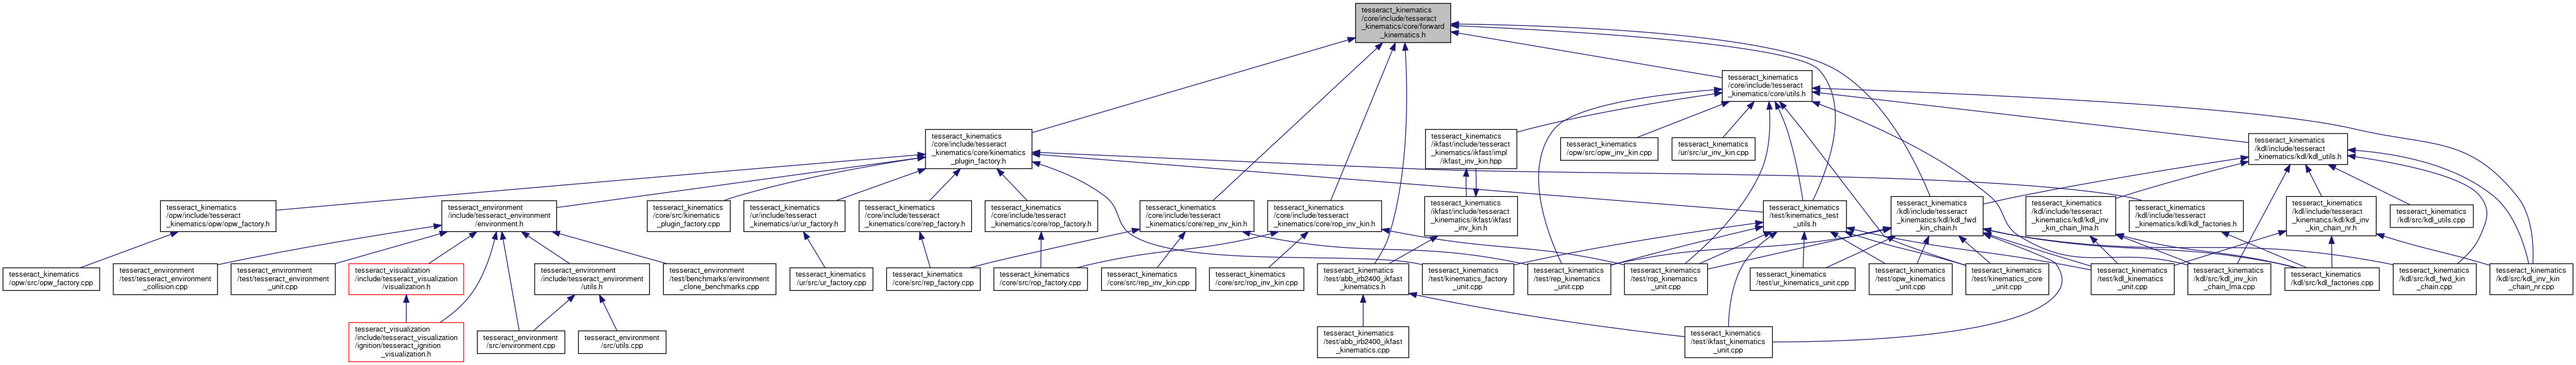 tesseract_kinematics
/core/include/tesseract
_kinematics/core/forward
_kinematics.h
tesseract_kinematics
/core/include/tesseract
_kinematics/core/utils.h
tesseract_kinematics
/core/include/tesseract
_kinematics/core/kinematics
_plugin_factory.h
tesseract_kinematics
/ikfast/include/tesseract
_kinematics/ikfast/impl
/ikfast_inv_kin.hpp
tesseract_kinematics
/opw/src/opw_inv_kin.cpp
tesseract_kinematics
/ur/src/ur_inv_kin.cpp
tesseract_kinematics
/kdl/include/tesseract
_kinematics/kdl/kdl_utils.h
tesseract_kinematics
/opw/include/tesseract
_kinematics/opw/opw_factory.h
tesseract_environment
/include/tesseract_environment
/environment.h
tesseract_kinematics
/core/src/kinematics
_plugin_factory.cpp
tesseract_kinematics
/ur/include/tesseract
_kinematics/ur/ur_factory.h
tesseract_kinematics
/core/include/tesseract
_kinematics/core/rep_factory.h
tesseract_kinematics
/core/include/tesseract
_kinematics/core/rop_factory.h
tesseract_kinematics
/core/include/tesseract
_kinematics/core/rep_inv_kin.h
tesseract_kinematics
/core/include/tesseract
_kinematics/core/rop_inv_kin.h
tesseract_kinematics
/ikfast/include/tesseract
_kinematics/ikfast/ikfast
_inv_kin.h
tesseract_kinematics
/test/kinematics_test
_utils.h
tesseract_kinematics
/kdl/include/tesseract
_kinematics/kdl/kdl_fwd
_kin_chain.h
tesseract_kinematics
/kdl/include/tesseract
_kinematics/kdl/kdl_inv
_kin_chain_lma.h
tesseract_kinematics
/kdl/include/tesseract
_kinematics/kdl/kdl_factories.h
tesseract_kinematics
/kdl/include/tesseract
_kinematics/kdl/kdl_inv
_kin_chain_nr.h
tesseract_kinematics
/kdl/src/kdl_utils.cpp
tesseract_kinematics
/opw/src/opw_factory.cpp
tesseract_environment
/test/tesseract_environment
_collision.cpp
tesseract_environment
/test/tesseract_environment
_unit.cpp
tesseract_visualization
/include/tesseract_visualization
/visualization.h
tesseract_environment
/include/tesseract_environment
/utils.h
tesseract_environment
/test/benchmarks/environment
_clone_benchmarks.cpp
tesseract_kinematics
/ur/src/ur_factory.cpp
tesseract_kinematics
/core/src/rep_factory.cpp
tesseract_kinematics
/core/src/rop_factory.cpp
tesseract_kinematics
/core/src/rep_inv_kin.cpp
tesseract_kinematics
/core/src/rop_inv_kin.cpp
tesseract_kinematics
/test/abb_irb2400_ikfast
_kinematics.h
tesseract_kinematics
/test/kinematics_factory
_unit.cpp
tesseract_kinematics
/test/rep_kinematics
_unit.cpp
tesseract_kinematics
/test/rop_kinematics
_unit.cpp
tesseract_kinematics
/test/ur_kinematics_unit.cpp
tesseract_kinematics
/test/opw_kinematics
_unit.cpp
tesseract_kinematics
/test/kinematics_core
_unit.cpp
tesseract_kinematics
/test/kdl_kinematics
_unit.cpp
tesseract_kinematics
/kdl/src/kdl_inv_kin
_chain_lma.cpp
tesseract_kinematics
/kdl/src/kdl_factories.cpp
tesseract_kinematics
/kdl/src/kdl_fwd_kin
_chain.cpp
tesseract_kinematics
/kdl/src/kdl_inv_kin
_chain_nr.cpp
tesseract_visualization
/include/tesseract_visualization
/ignition/tesseract_ignition
_visualization.h
tesseract_environment
/src/environment.cpp
tesseract_environment
/src/utils.cpp
tesseract_kinematics
/test/abb_irb2400_ikfast
_kinematics.cpp
tesseract_kinematics
/test/ikfast_kinematics
_unit.cpp